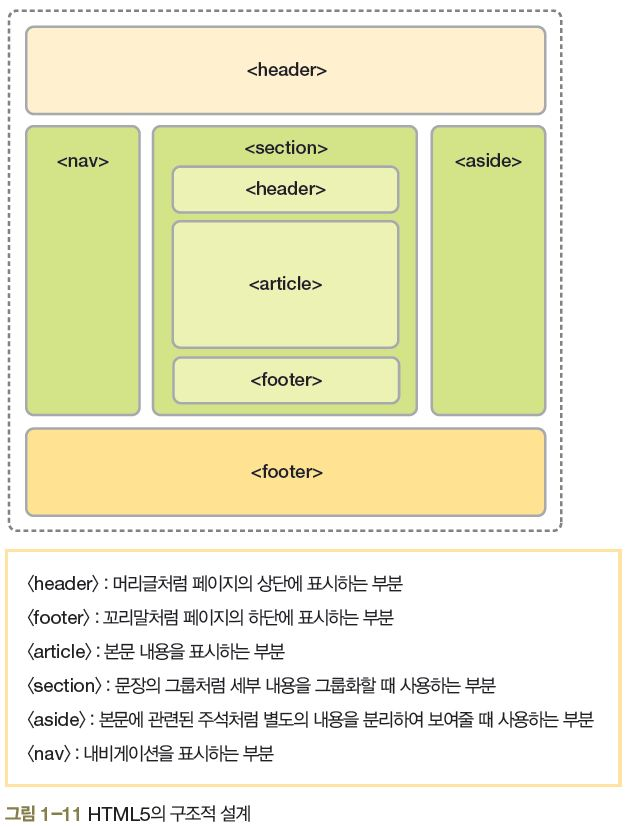 <header>
<nav>
<section>
<aside>
<header>
<article>
<footer>
<footer>
〈header〉 : 머리글처럼 페이지의 상단에 표시하는 부분
〈footer〉 : 꼬리말처럼 페이지의 하단에 표시하는 부분
〈article〉 : 본문 내용을 표시하는 부분
〈section〉 : 문장의 그룹처럼 세부 내용을 그룹화할 때 사용하는 부분
〈aside〉 : 본문에 관련된 주석처럼 별도의 내용을 분리하여 보여줄 때 사용하는 부분
〈nav〉 : 내비게이션을 표시하는 부분
그림 1-11 HTML5의 구조적 설계